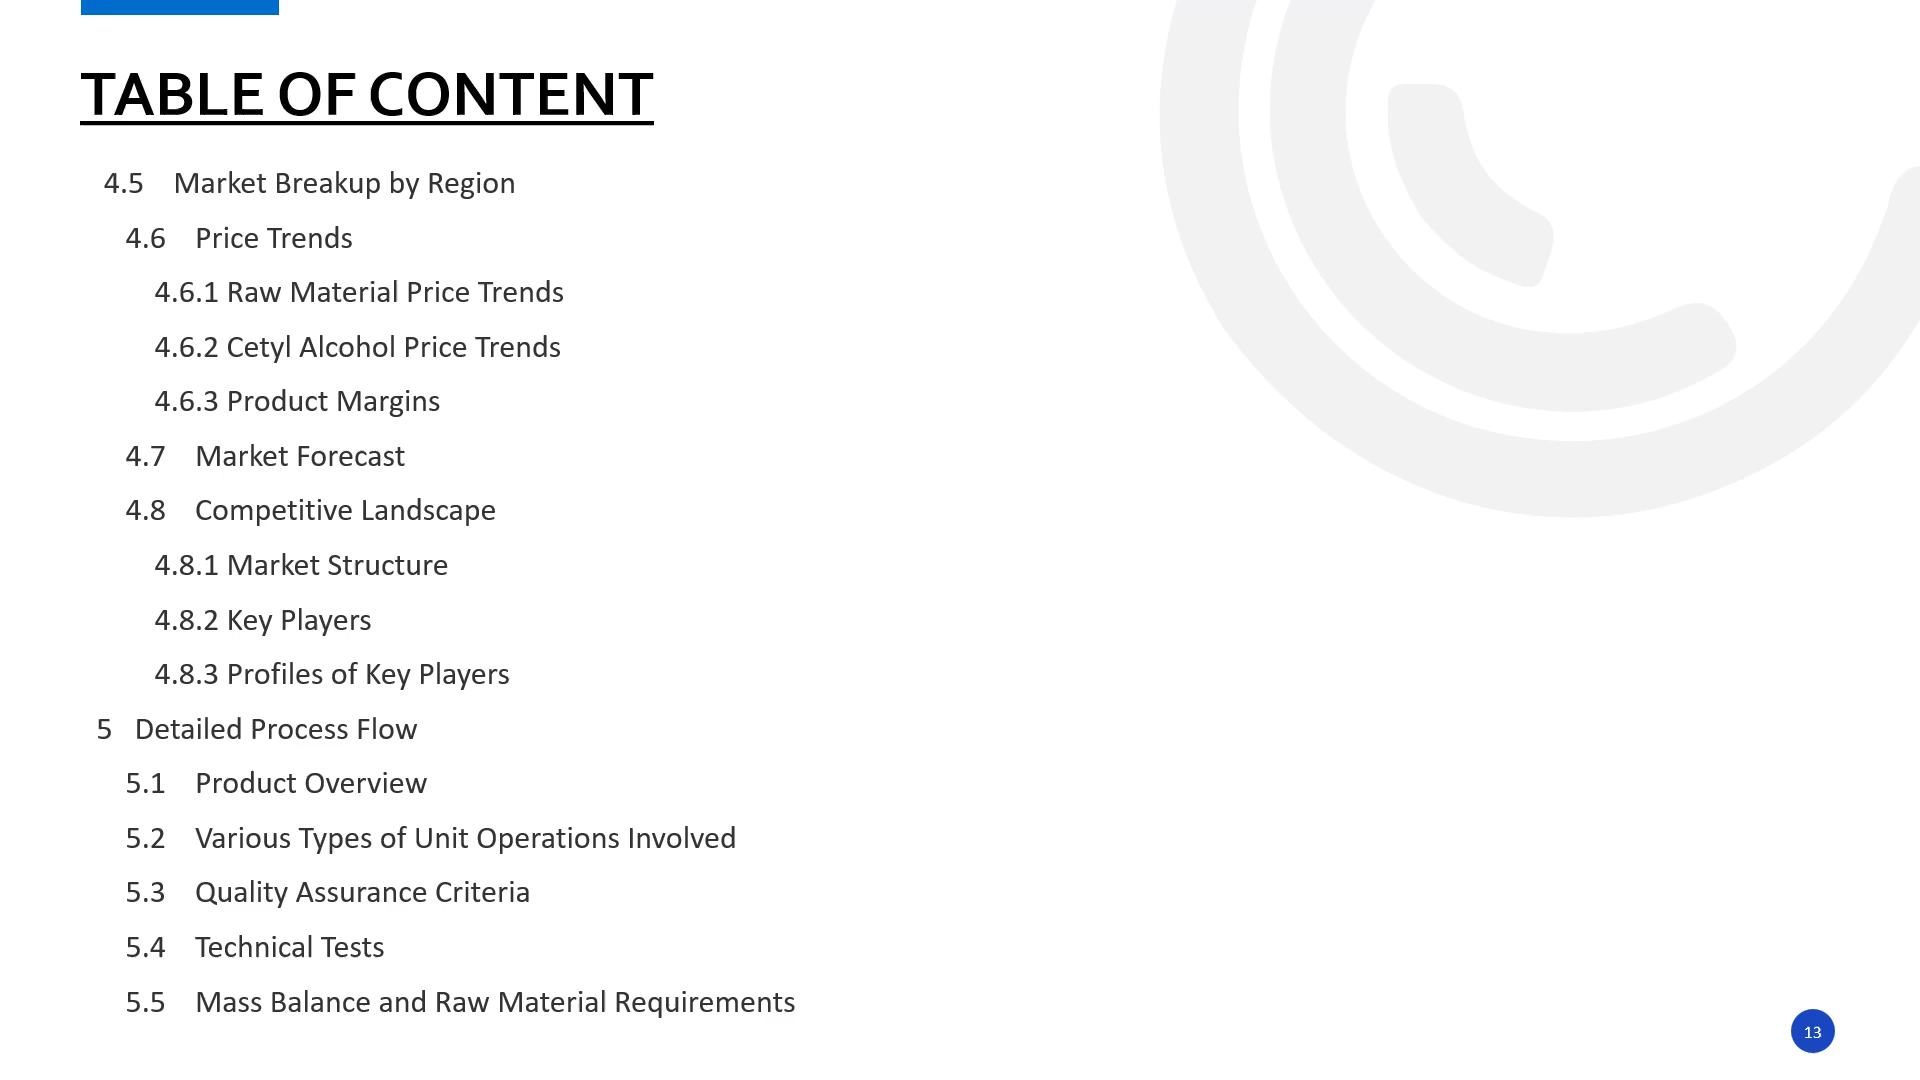 TABLE OF CONTENT
4.5 Market Breakup by Region
4.6 Price Trends
4.6.1 Raw Material Price Trends
4.6.2 Cetyl Alcohol Price Trends
4.6.3 Product Margins
4.7 Market Forecast
4.8 Competitive Landscape
4.8.1 Market Structure
4.8.2 Key Players
4.8.3 Profiles of Key Players
5 Detailed Process Flow
5.1 Product Overview
5.2 Various Types of Unit Operations Involved
5.3 Quality Assurance Criteria
5.4 Technical Tests
5.5 Mass Balance and Raw Material Requirements
13